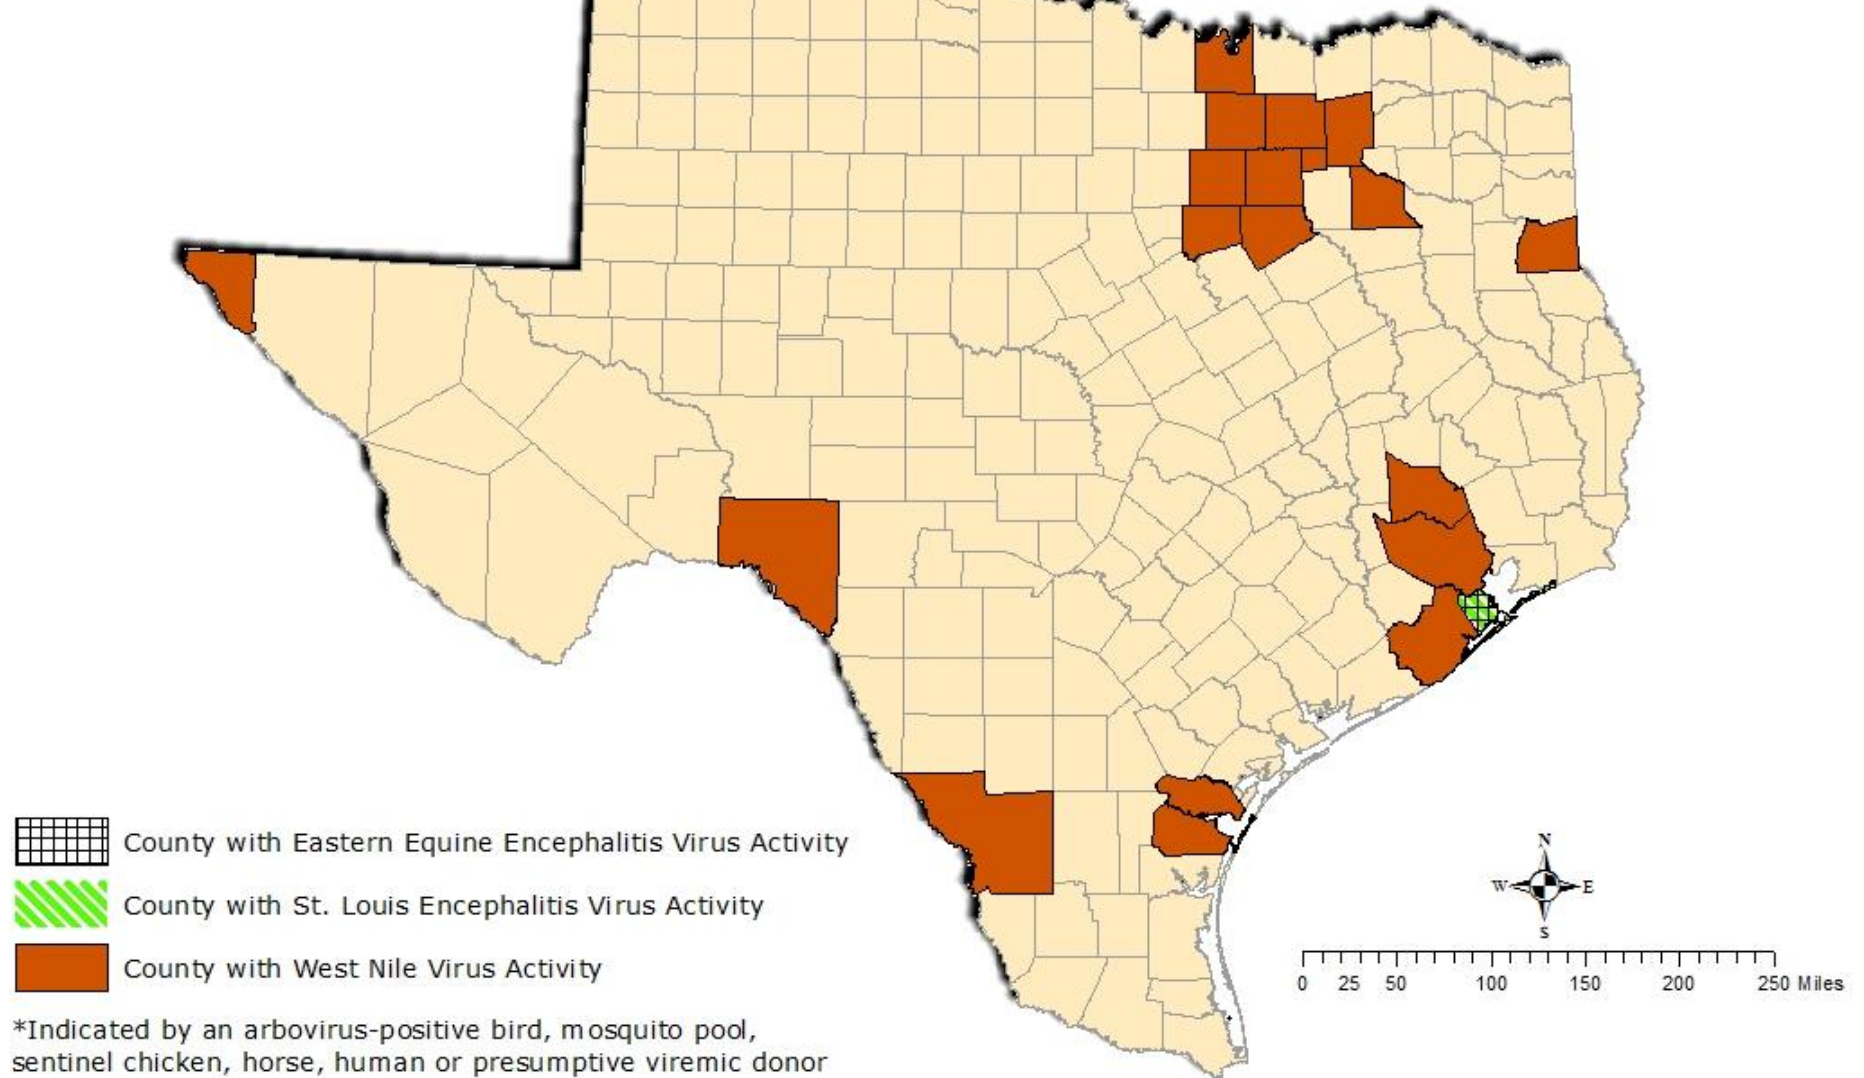 County with Eastern Equine Encephalitis Virus Activity
County with St. Louis Encephalitis Virus Activity
County with West Nile Virus Activity
*Indicated by an arbovirus-positive bird, mosquito pool,
sentinel chicken, horse, human or presumptive viremic donor
N
W E
S
0 25 50 100 150 200 250 Miles